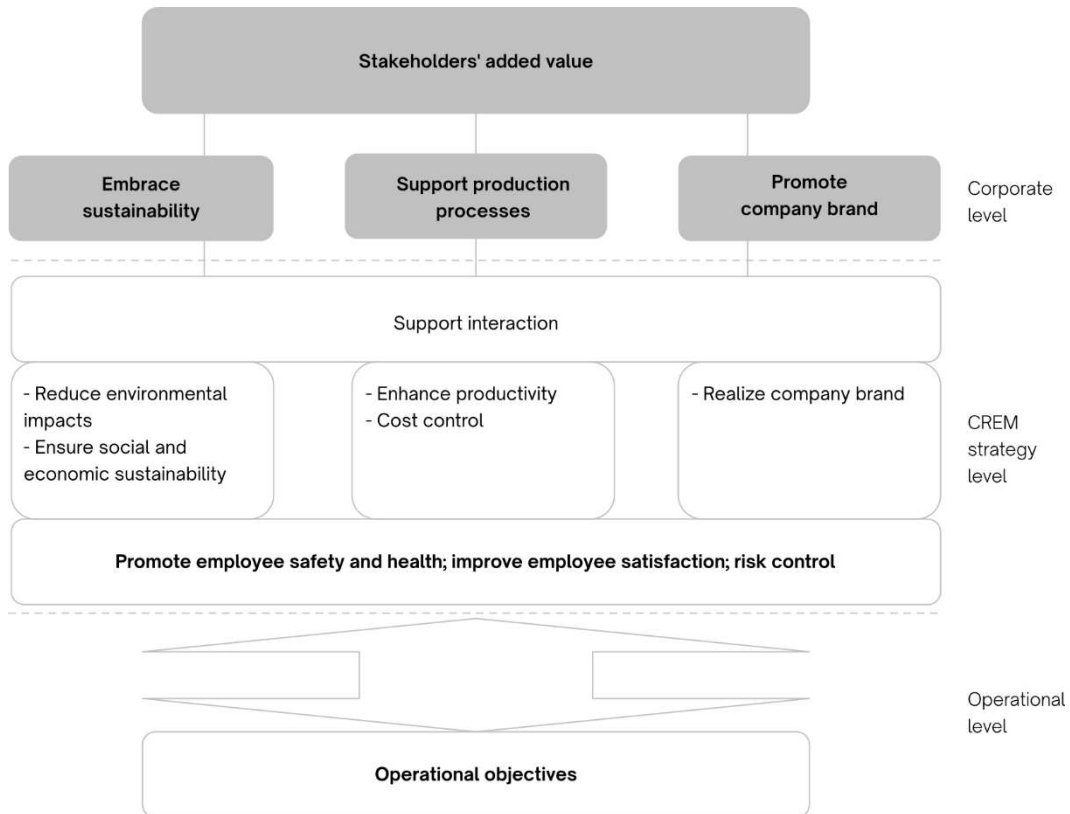 Stakeholders' added value
Embrace
sustainability
Support production
processes
Promote
company brand
Corporate
level
Support interaction
- Reduce environmental
impacts
- Ensure social and
economic sustainability
- Enhance productivity
- Cost control
- Realize company brand
CREM
strategy
level
Promote employee safety and health; improve employee satisfaction; risk control
Operational
level
Operational objectives